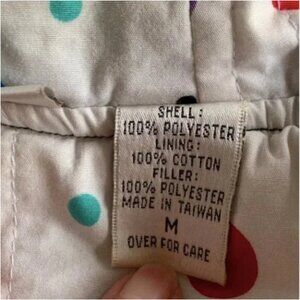 SHELL:
100% POLYESTER
LINING:
100% COTTON
FILLER:
100% POLYESTER
MADE IN TAIWAN
M
OVER FOR CARE